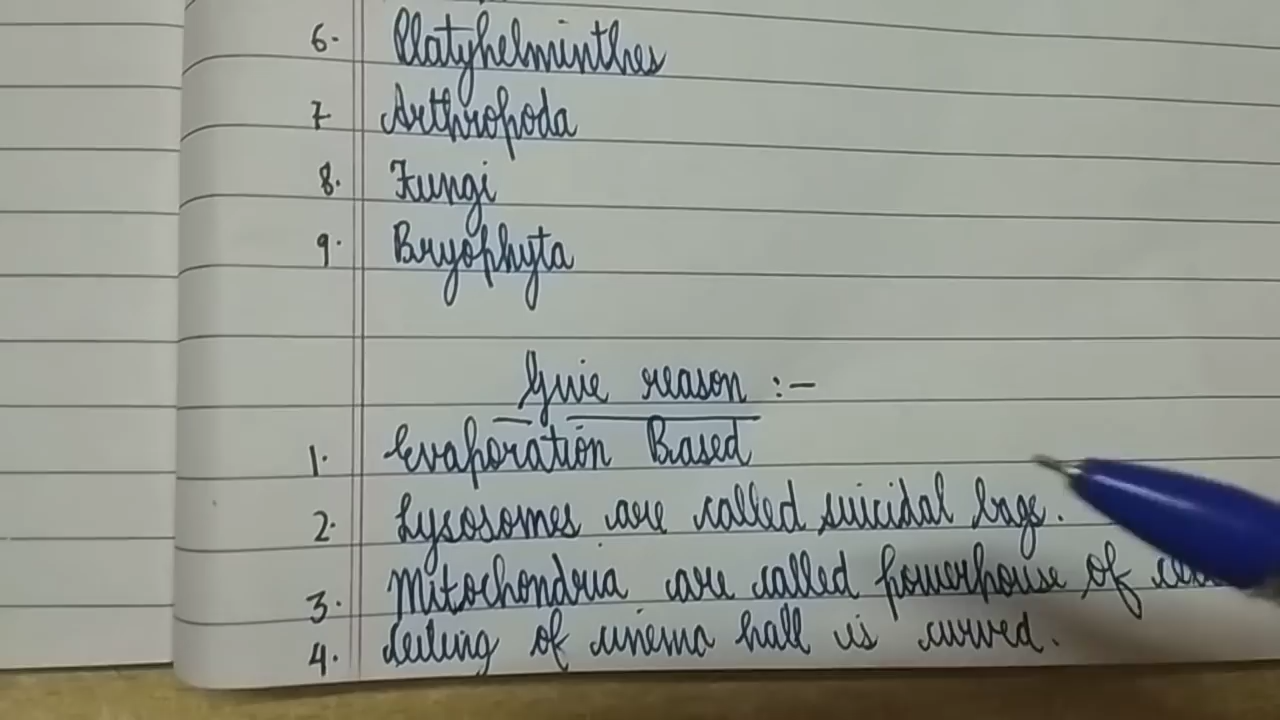 6. Platyhelminthes
7 Arthropoda
8. Fungi
9. Bryophyta
Give reason :-
1. Evaporation Based
2. Lysosomes are called suicidal bags.
3. Mitochondria are called powerhouse of
4. Ceiling of cinema hall is curved.